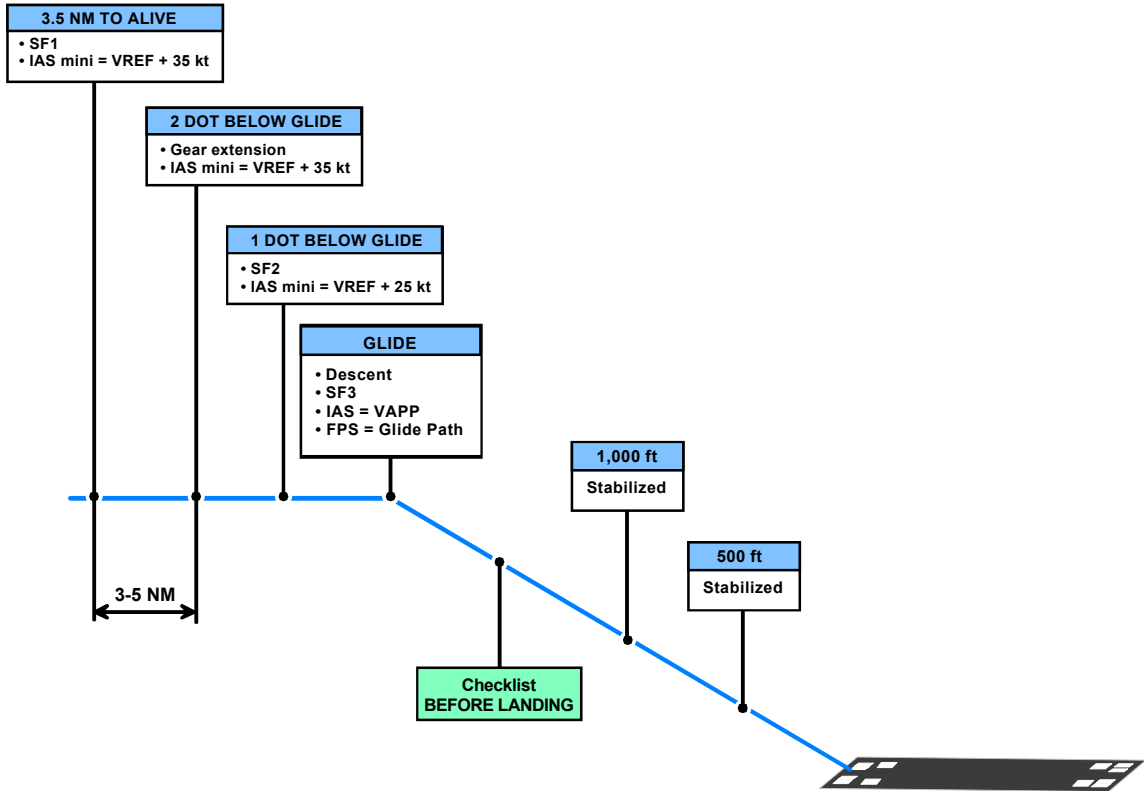 3.5 NM TO ALIVE
• SF1
• IAS mini = VREF + 35 kt
2 DOT BELOW GLIDE
• Gear extension
• IAS mini = VREF + 35 kt
1 DOT BELOW GLIDE
• SF2
• IAS mini = VREF + 25 kt
GLIDE
• Descent
• SF3
• IAS = VAPP
• FPS = Glide Path
1,000 ft
Stabilized
500 ft
Stabilized
3-5 NM
Checklist
BEFORE LANDING